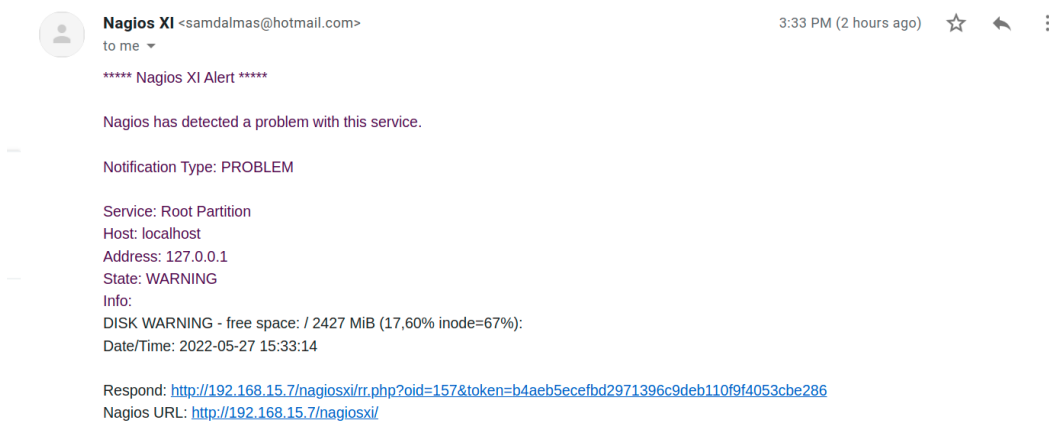 Nagios XI <samdalmas@hotmail.com> 3:33 PM (2 hours ago)
to me
***** Nagios XI Alert *****
Nagios has detected a problem with this service.
Notification Type: PROBLEM
Service: Root Partition
Host: localhost
Address: 127.0.0.1
State: WARNING
Info:
DISK WARNING - free space: / 2427 MiB (17,60% inode=67%):
Date/Time: 2022-05-27 15:33:14
Respond: http://192.168.15.7/nagiosxi/rr.php?oid=157&token=b4aeb5ecefbd2971396c9deb110f9f4053cbe286
Nagios URL: http://192.168.15.7/nagiosxi/